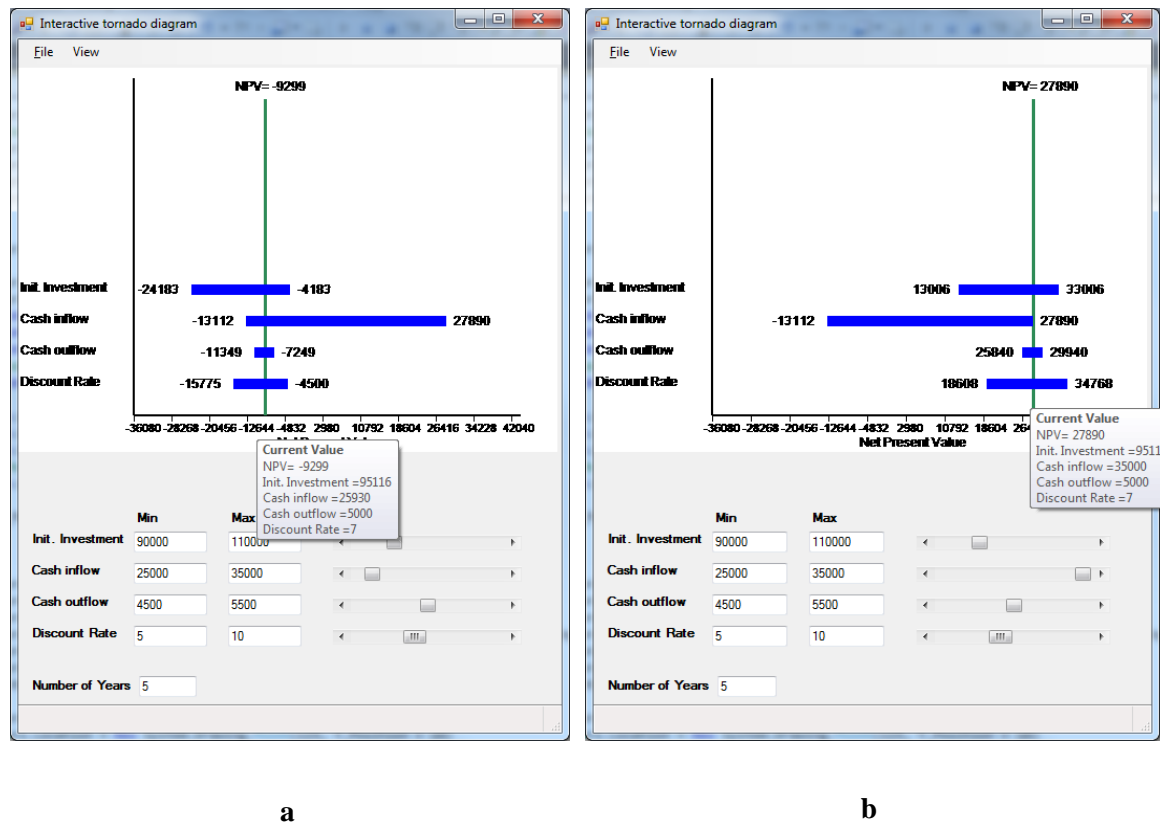 Interactive tornado diagram
File View
NPV= -9299
Init. Investment -24183 -4183
Cash inflow -13112 27890
Cash outflow -11349 -7249
Discount Rate -15775 -4500
-36080 -28268 -20456 -12644 -4832 2980 10792 18604 26416 34228 42040
Current Value
NPV= -9299
Init. Investment =95116
Cash inflow =25930
Cash outflow =5000
Discount Rate =7
Min Max
Init. Investment 90000 110000
Cash inflow 25000 35000
Cash outflow 4500 5500
Discount Rate 5 10
Number of Years 5
a
Interactive tornado diagram
File View
NPV= 27890
Init. Investment 13006 33006
Cash inflow -13112 27890
Cash outflow 25840 29940
Discount Rate 18608 34768
-36080 -28268 -20456 -12644 -4832 2980 10792 18604
Net Present Value
Current Value
NPV= 27890
Init. Investment =9511
Cash inflow =35000
Cash outflow =5000
Discount Rate =7
Min Max
Init. Investment 90000 110000
Cash inflow 25000 35000
Cash outflow 4500 5500
Discount Rate 5 10
Number of Years 5
b